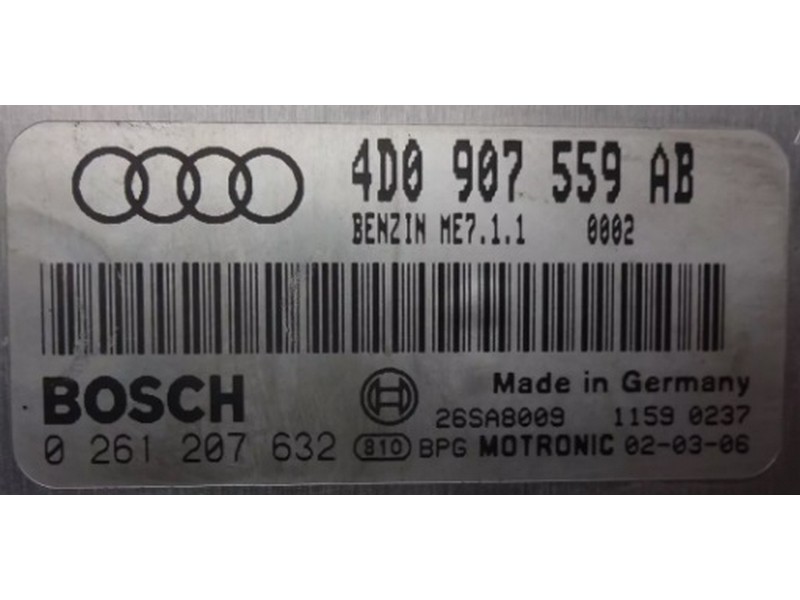 4D0 907 559 AB
BENZIN ME7.1.1 0002
BOSCH
Made in Germany
26SA8009 1159 0237
0 261 207 632 810 BPG MOTRONIC 02-03-06